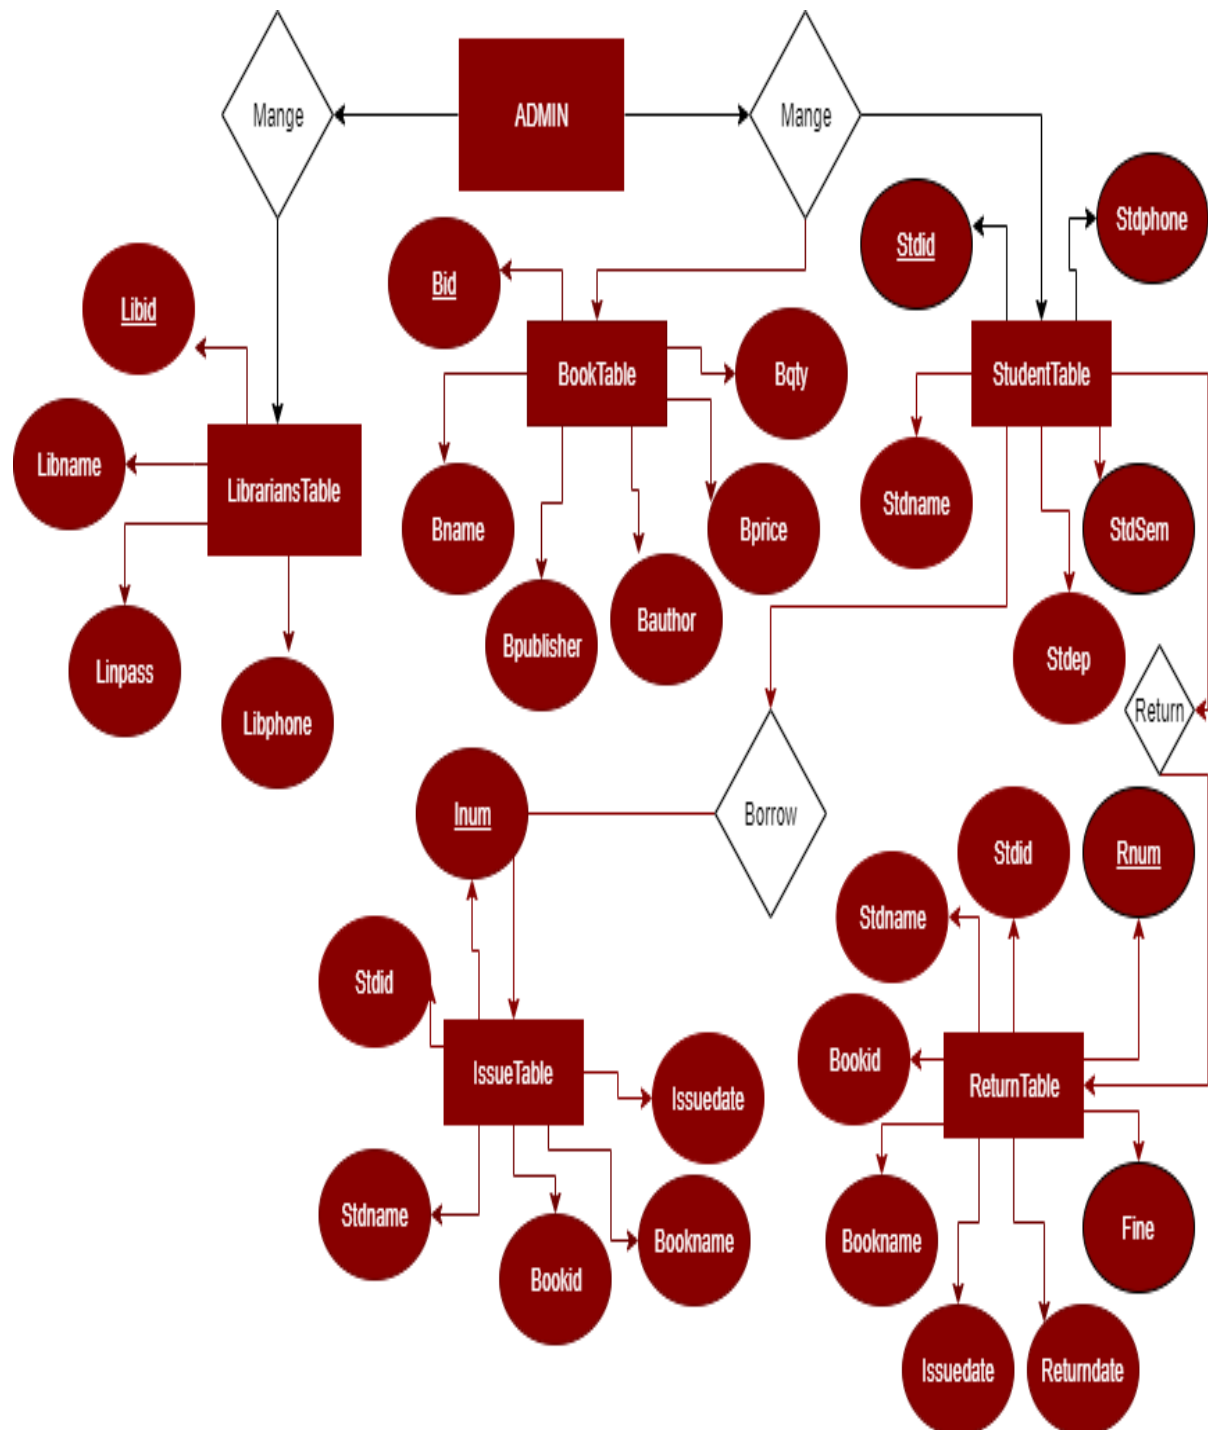 Mange
ADMIN
Mange
Stdid
Stdphone
Libid
Bid
BookTable
Bqty
StudentTable
Libname
LibrariansTable
Bname
Bprice
Stdname
StdSem
Linpass
Libphone
Bpublisher
Bauthor
Stdep
Return
Inum
Borrow
Stdid
Rnum
Stdname
Stdid
IssueTable
Issuedate
Bookid
ReturnTable
Stdname
Bookid
Bookname
Bookname
Fine
Issuedate
Returndate